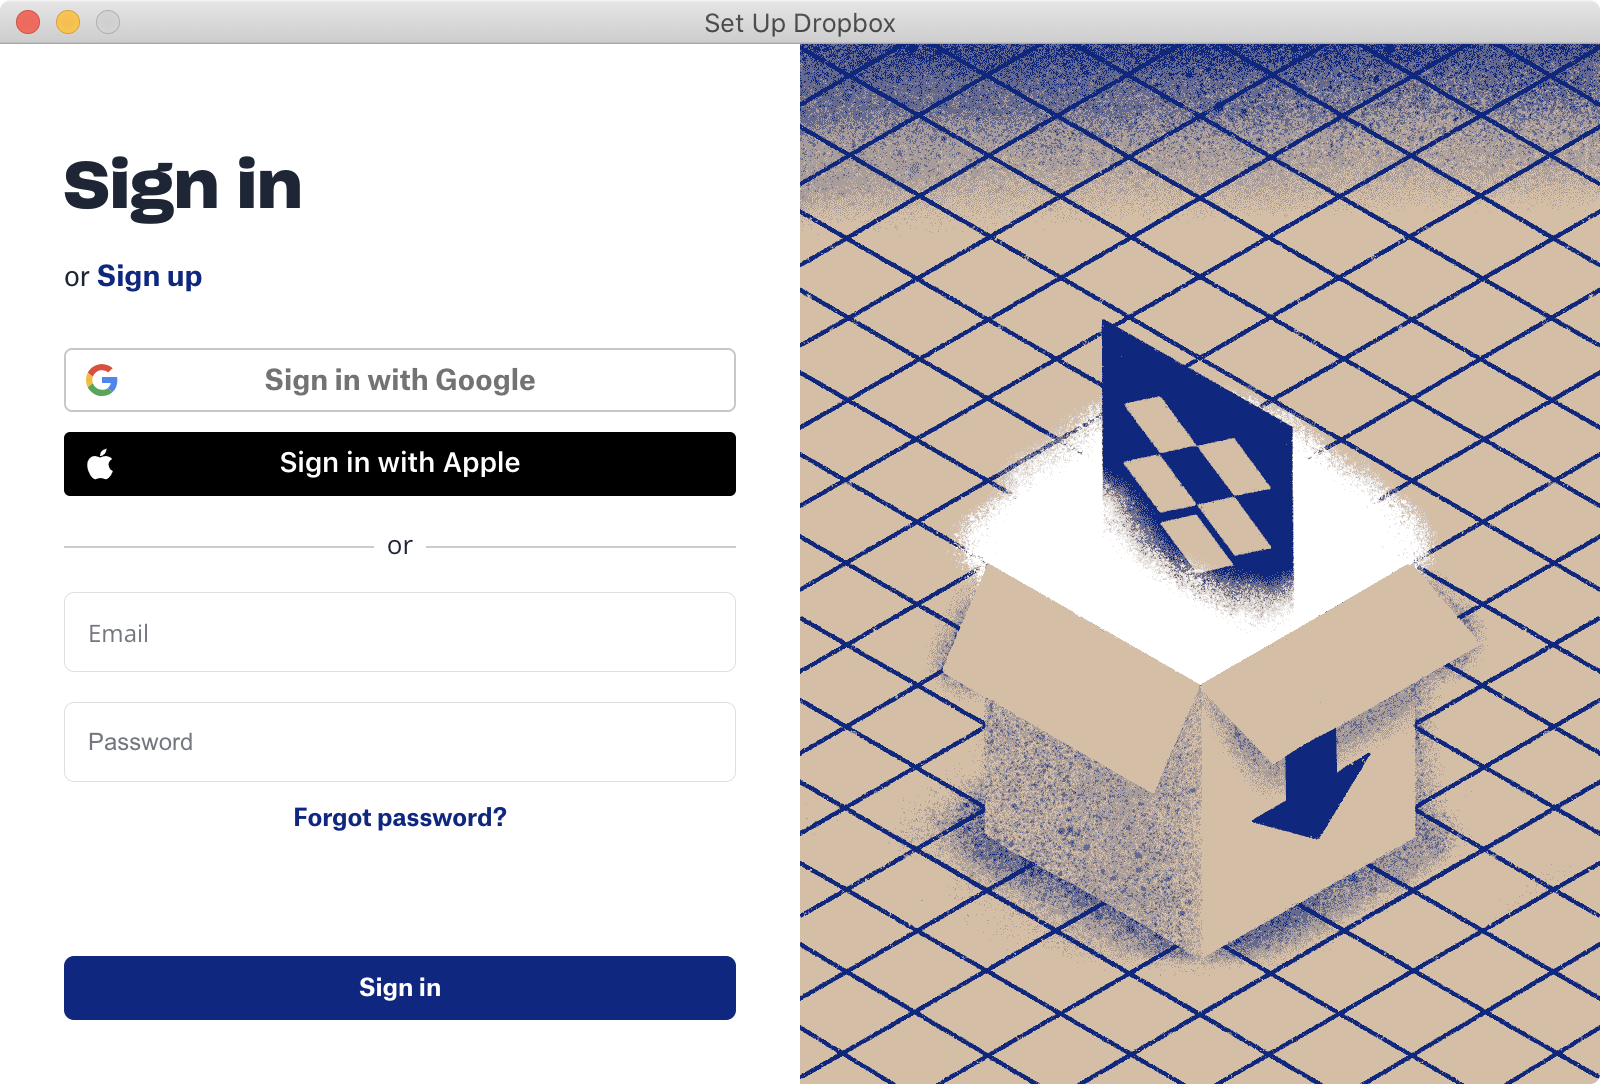 Set Up Dropbox
Sign in
or Sign up
Sign in with Google
Sign in with Apple
or
Email
Password
Forgot password?
Sign in